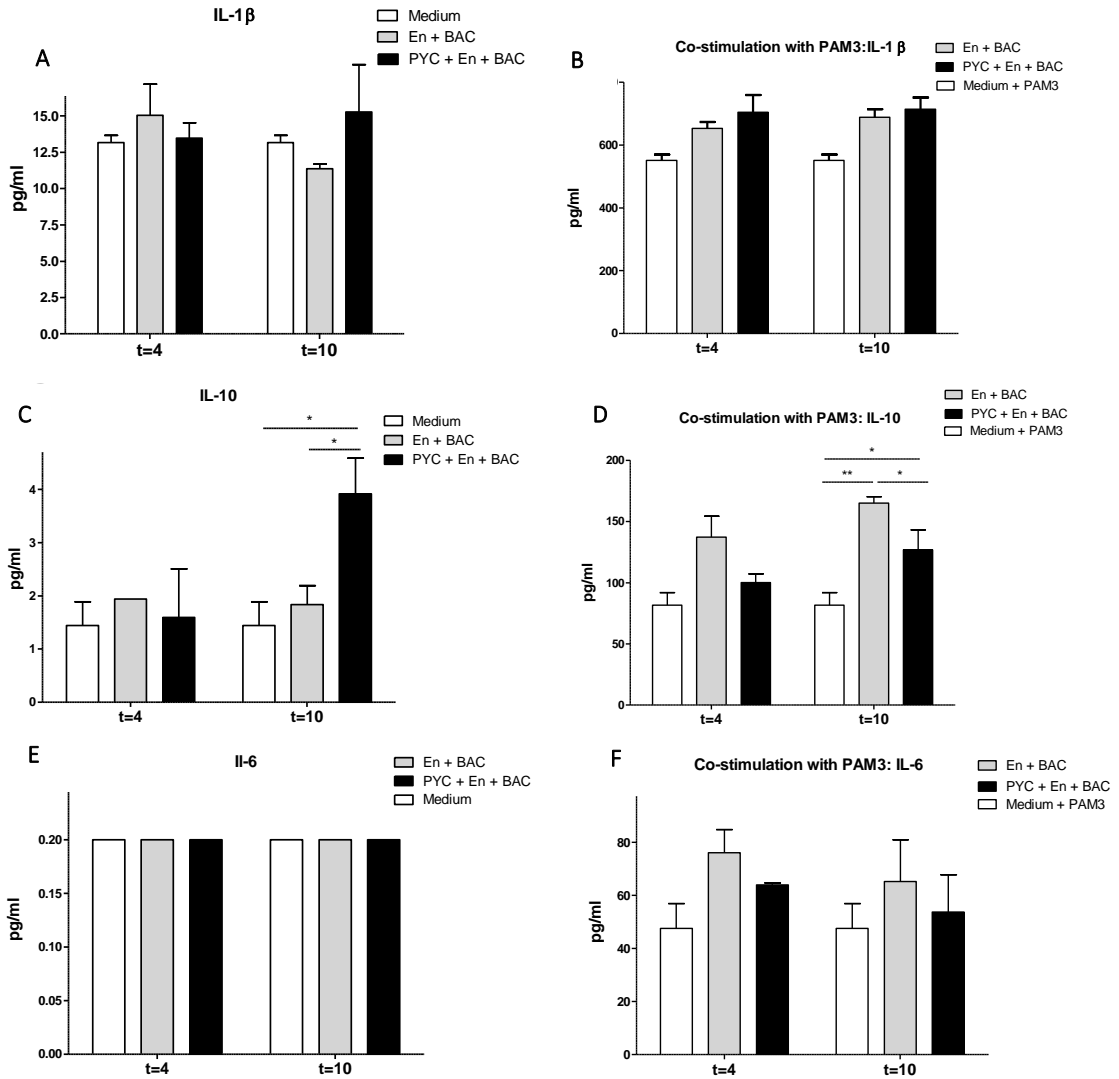 IL-1β
Medium
En + BAC
PYC + En + BAC
A
pg/ml
15.0
12.5
10.0
7.5
5.0
2.5
0.0
t=4
t=10
Co-stimulation with PAM3:IL-1 β
En + BAC
PYC + En + BAC
Medium + PAM3
B
pg/ml
600
400
200
0
t=4
t=10
IL-10
Medium
En + BAC
PYC + En + BAC
C
*
*
pg/ml
4
2
1
0
t=4
t=10
Co-stimulation with PAM3: IL-10
En + BAC
PYC + En + BAC
Medium + PAM3
D
*
** *
pg/ml
200
150
100
50
0
t=4
t=10
Il-6
En + BAC
PYC + En + BAC
Medium
E
pg/ml
0.20
0.15
0.10
0.05
0.00
t=4
t=10
Co-stimulation with PAM3: IL-6
En + BAC
PYC + En + BAC
Medium + PAM3
F
pg/ml
80
60
40
20
0
t=4
t=10